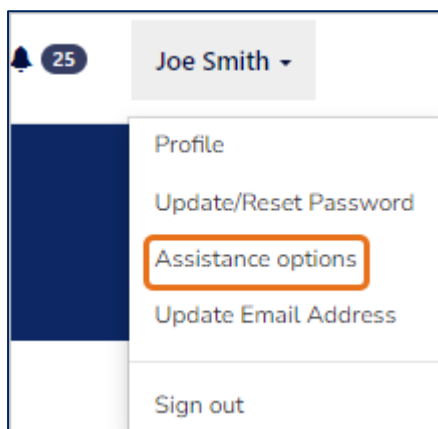 25 Joe Smith
Profile
Update/Reset Password
Assistance options
Update Email Address
Sign out